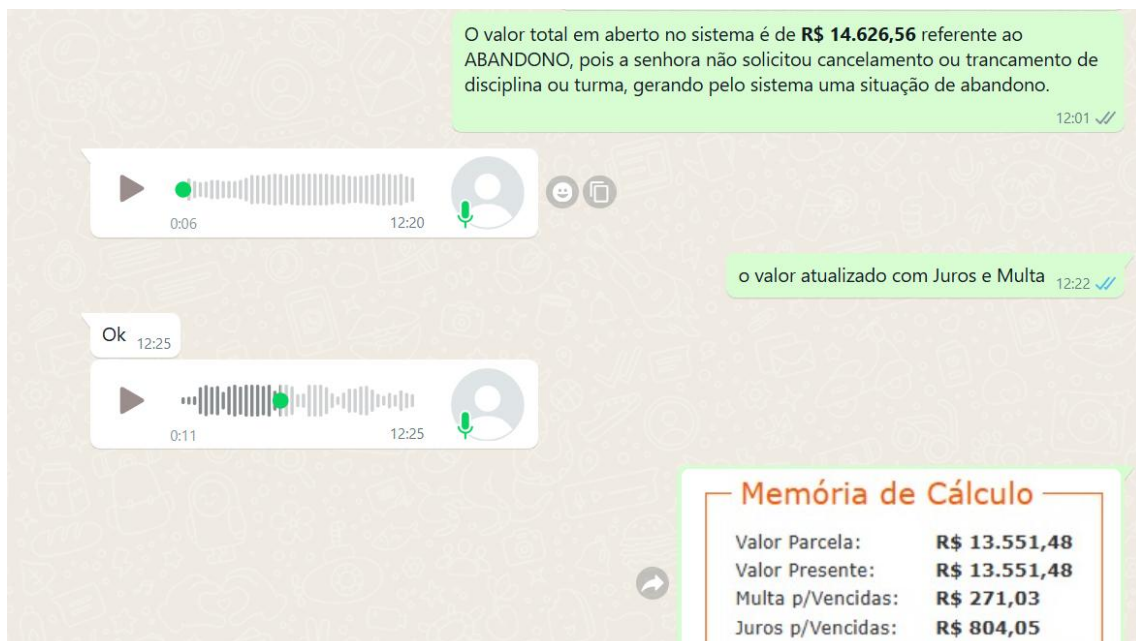 O valor total em aberto no sistema é de R$ 14.626,56 referente ao
ABANDONO, pois a senhora não solicitou cancelamento ou trancamento de
disciplina ou turma, gerando pelo sistema uma situação de abandono.
12:01
0:06 12:20
o valor atualizado com Juros e Multa 12:22
Ok 12:25
0:11 12:25
Memória de Cálculo
Valor Parcela: R$ 13.551,48
Valor Presente: R$ 13.551,48
Multa p/Vencidas: R$ 271,03
Juros p/Vencidas: R$ 804,05